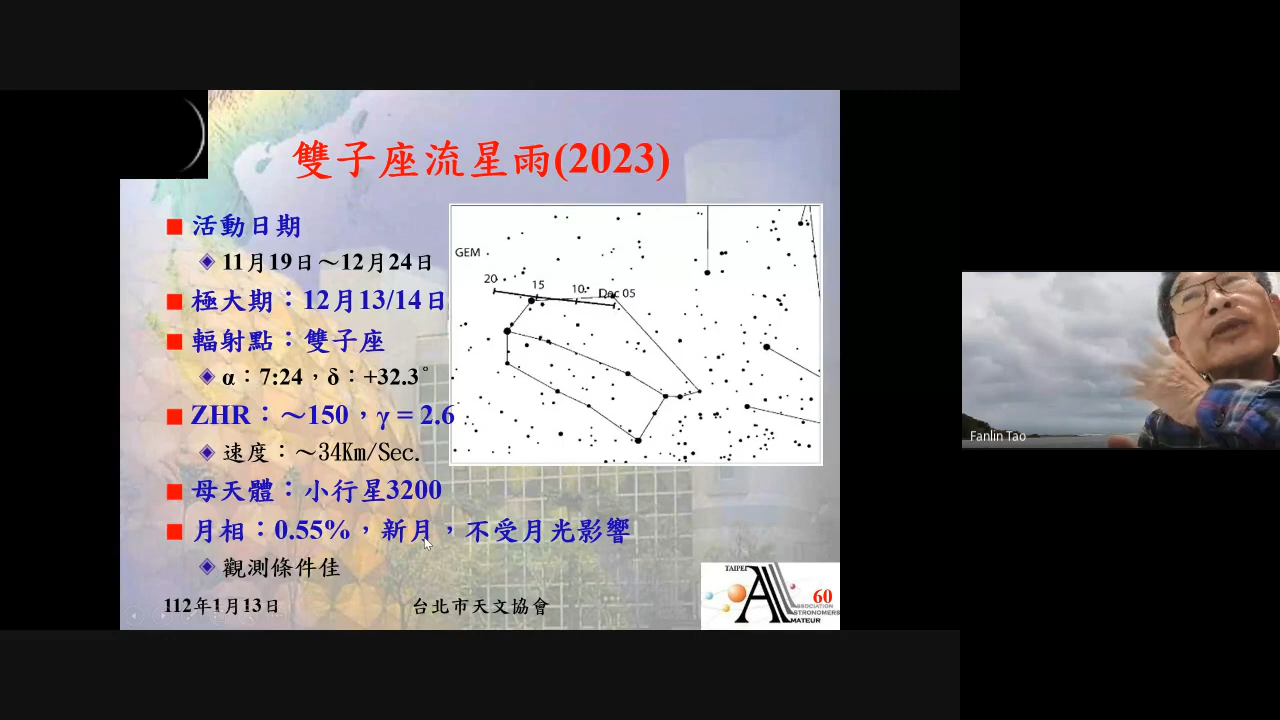 雙子座流星雨(2023)
活動日期
11月19日~12月24日
極大期:12月13/14日
輻射點:雙子座
α:7:24,δ:+32.3°
ZHR:~150,γ = 2.6
速度:~34Km/Sec.
母天體:小行星3200
月相:0.55%,新月,不受月光影響
觀測條件佳
GEM
20 15 10 Dec 05
112年1月13日
台北市天文協會
TAIPEI
60
ASSOCIATION
ASTRONOMERS
AMATEUR
Fanlin Tao